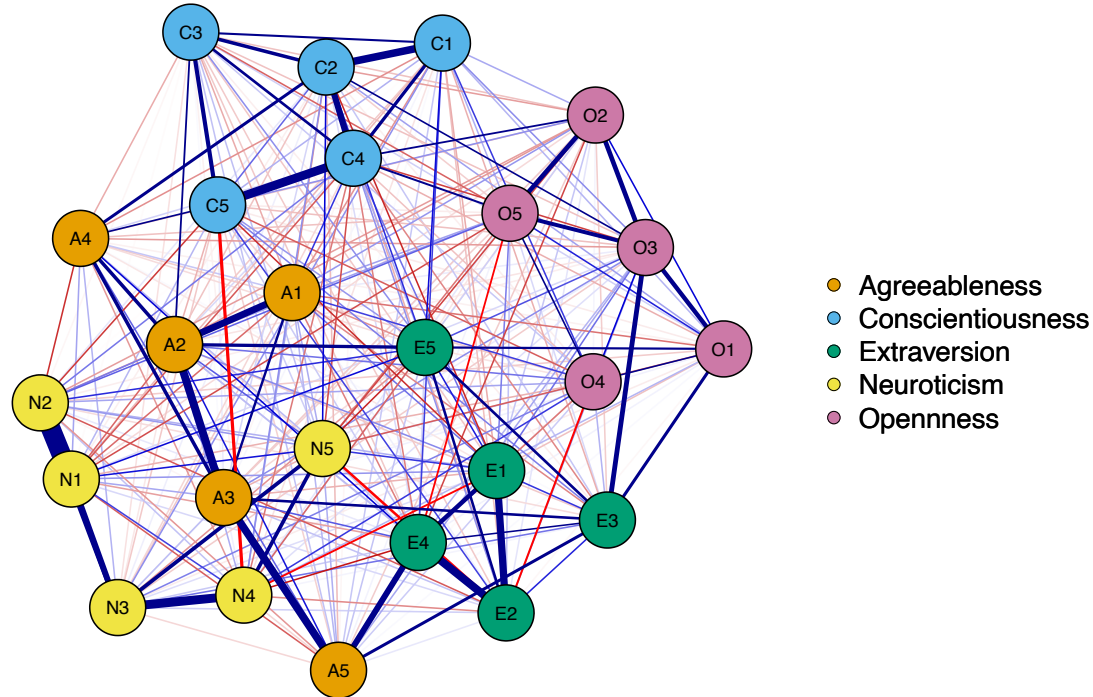 C3
C1
C2
O2
C4
C5
O5
A4
O3
A1
A2
E5
O1
O4
N2
N5
E1
N1
A3
E3
E4
N4
N3
E2
A5
Agreeableness
Conscientiousness
Extraversion
Neuroticism
Opennness